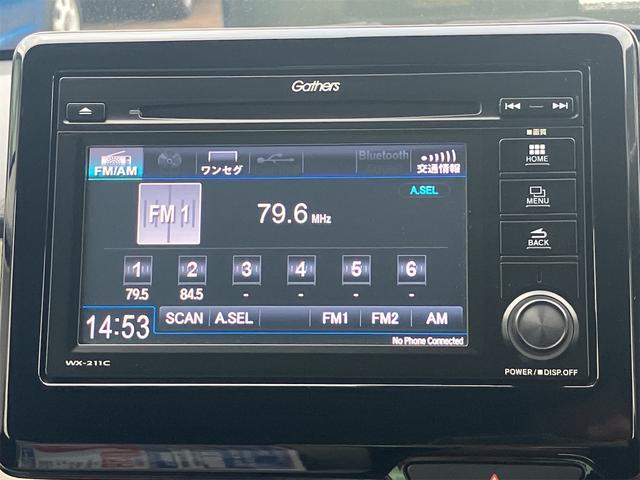 Gathers
■画質
FM/AM
ワンセグ
Bluetooth
交通情報
HOME
A.SEL
FM 1
79.6 MHz
MENU
BACK
1 2 3 4 5 6
79.5 84.5 - - - -
14:53
SCAN A.SEL FM1 FM2 AM
No Phone Connected
WX-211C
POWER/■DISP.OFF